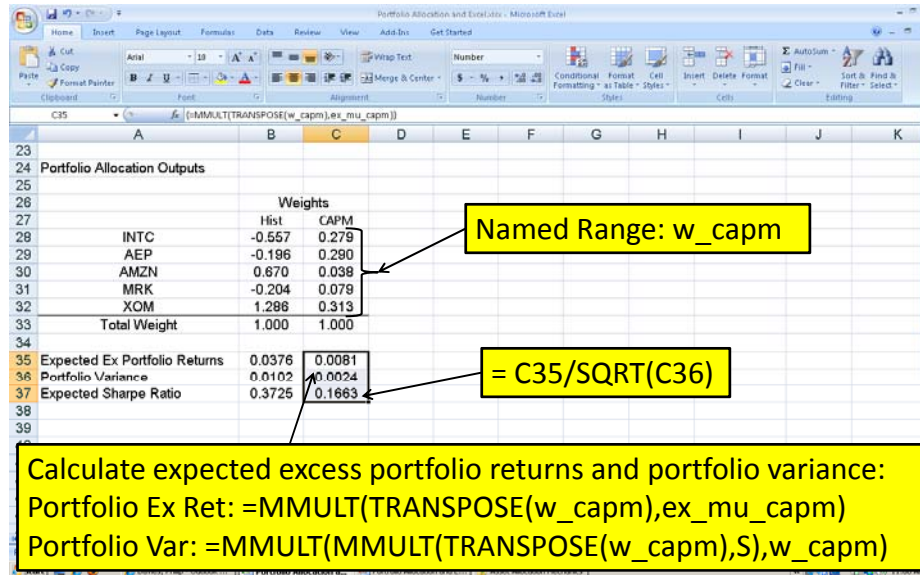 Portfolio Allocation and Excel.xlsx - Microsoft Excel
Home Insert Page Layout Formulas Data Review View Add-Ins Get Started
Paste
Cut
Copy
Format Painter
Clipboard
Arial 10
Font
Wrap Text
Merge & Center
Alignment
Number
$ % ,
Number
Conditional Formatting
Format as Table
Cell Styles
Styles
Insert Delete Format
Cells
Σ AutoSum
Fill
Clear
Sort & Filter
Find & Select
Editing
C35 fx {=MMULT(TRANSPOSE(w_capm),ex_mu_capm)}
A B C D E F G H I J K
23
24 Portfolio Allocation Outputs
25
26 Weights
27 Hist CAPM
28 INTC -0.557 0.279
29 AEP -0.196 0.290
30 AMZN 0.670 0.038
31 MRK -0.204 0.079
32 XOM 1.286 0.313
33 Total Weight 1.000 1.000
34
35 Expected Ex Portfolio Returns 0.0376 0.0081
36 Portfolio Variance 0.0102 0.0024
37 Expected Sharpe Ratio 0.3725 0.1663
38
39
Named Range: w_capm
= C35/SQRT(C36)
Calculate expected excess portfolio returns and portfolio variance:
Portfolio Ex Ret: =MMULT(TRANSPOSE(w_capm),ex_mu_capm)
Portfolio Var: =MMULT(MMULT(TRANSPOSE(w_capm),S),w_capm)